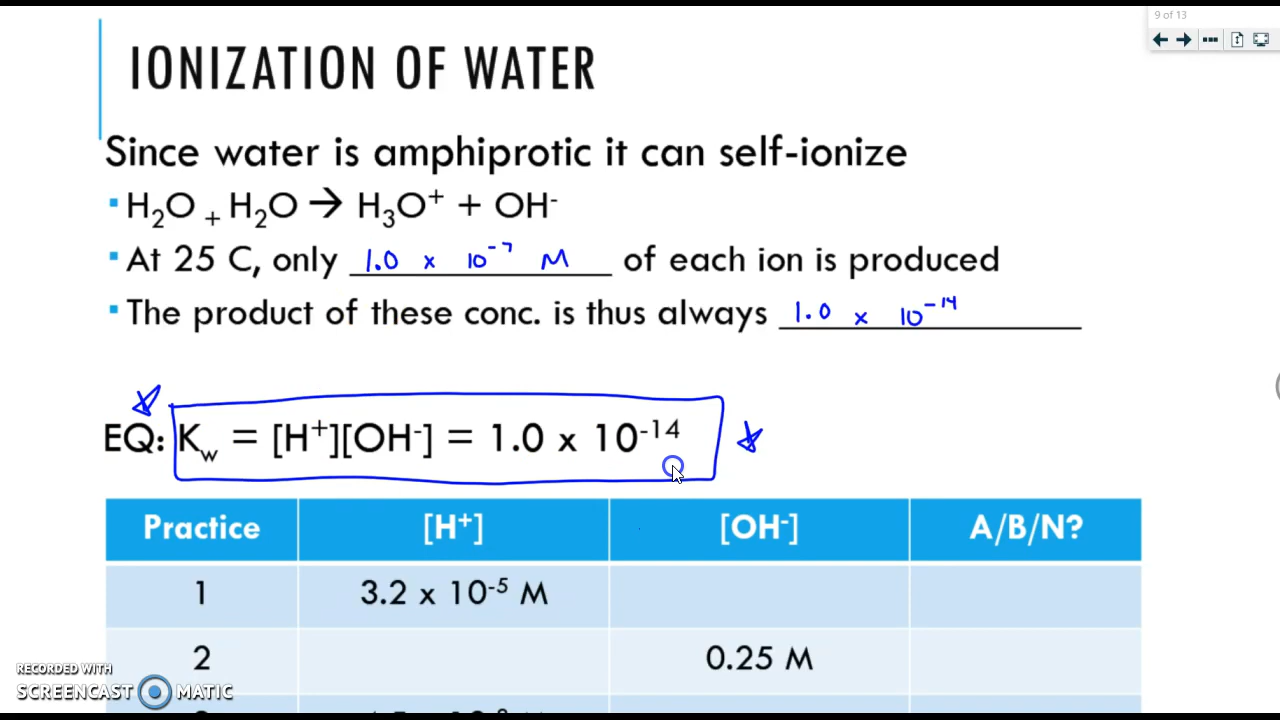 9 of 13
IONIZATION OF WATER
Since water is amphiprotic it can self-ionize
▪ H₂O + H₂O → H₃O⁺ + OH⁻
▪ At 25 C, only 1.0 x 10⁻⁷ M of each ion is produced
▪ The product of these conc. is thus always 1.0 x 10⁻¹⁴
EQ: Kw = [H⁺][OH⁻] = 1.0 x 10⁻¹⁴
Practice [H⁺] [OH⁻] A/B/N?
1 3.2 x 10⁻⁵ M
2 0.25 M
RECORDED WITH
SCREENCAST MATIC